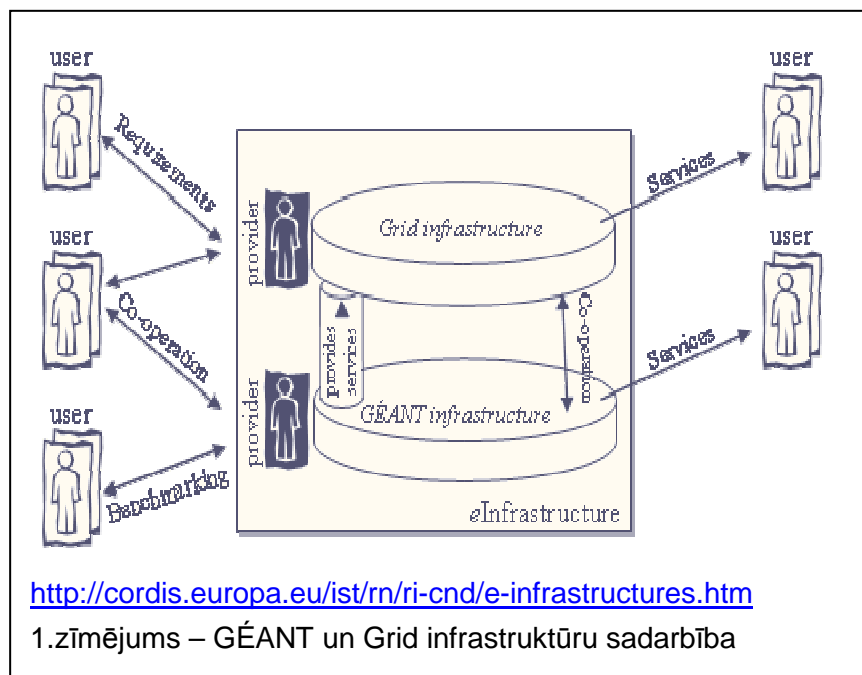 user
user
Requirements
Services
provider
Grid infrastructure
user
user
Co-operation
provides
services
Co-operation
Services
provider
GÉANT infrastructure
user
Benchmarking
eInfrastructure
http://cordis.europa.eu/ist/rn/ri-cnd/e-infrastructures.htm
1.zīmējums – GÉANT un Grid infrastruktūru sadarbība